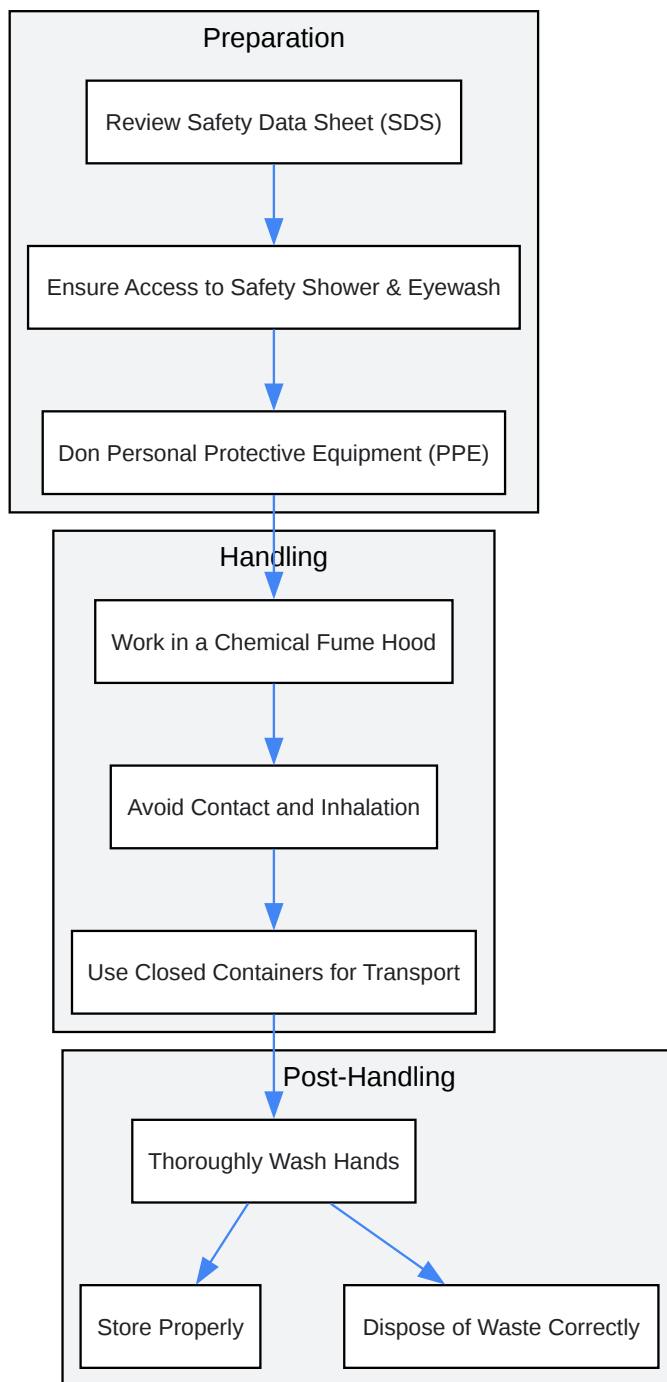 Preparation
Review Safety Data Sheet (SDS)
Ensure Access to Safety Shower & Eyewash
Don Personal Protective Equipment (PPE)
Handling
Work in a Chemical Fume Hood
Avoid Contact and Inhalation
Use Closed Containers for Transport
Post-Handling
Thoroughly Wash Hands
Store Properly
Dispose of Waste Correctly